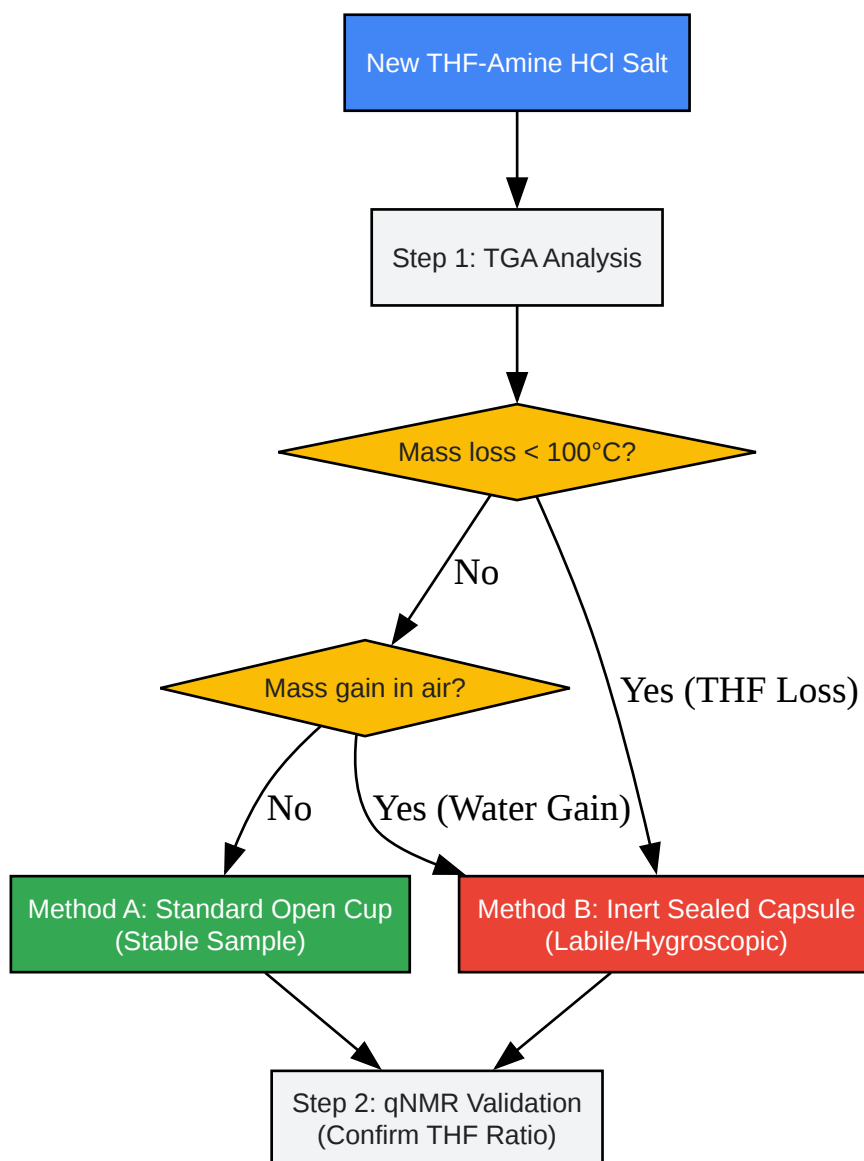 New THF-Amine HCl Salt
Step 1: TGA Analysis
Mass loss < 100°C?
No
Mass gain in air?
Yes (THF Loss)
No
Yes (Water Gain)
Method A: Standard Open Cup
(Stable Sample)
Method B: Inert Sealed Capsule
(Labile/Hygroscopic)
Step 2: qNMR Validation
(Confirm THF Ratio)